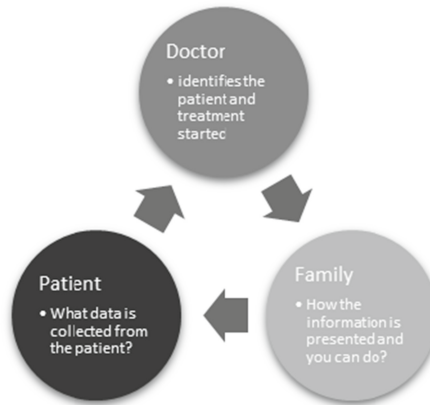 Doctor
• identifies the
patient and
treatment
started
Family
• How the
information is
presented and
you can do?
Patient
• What data is
collected from
the patient?